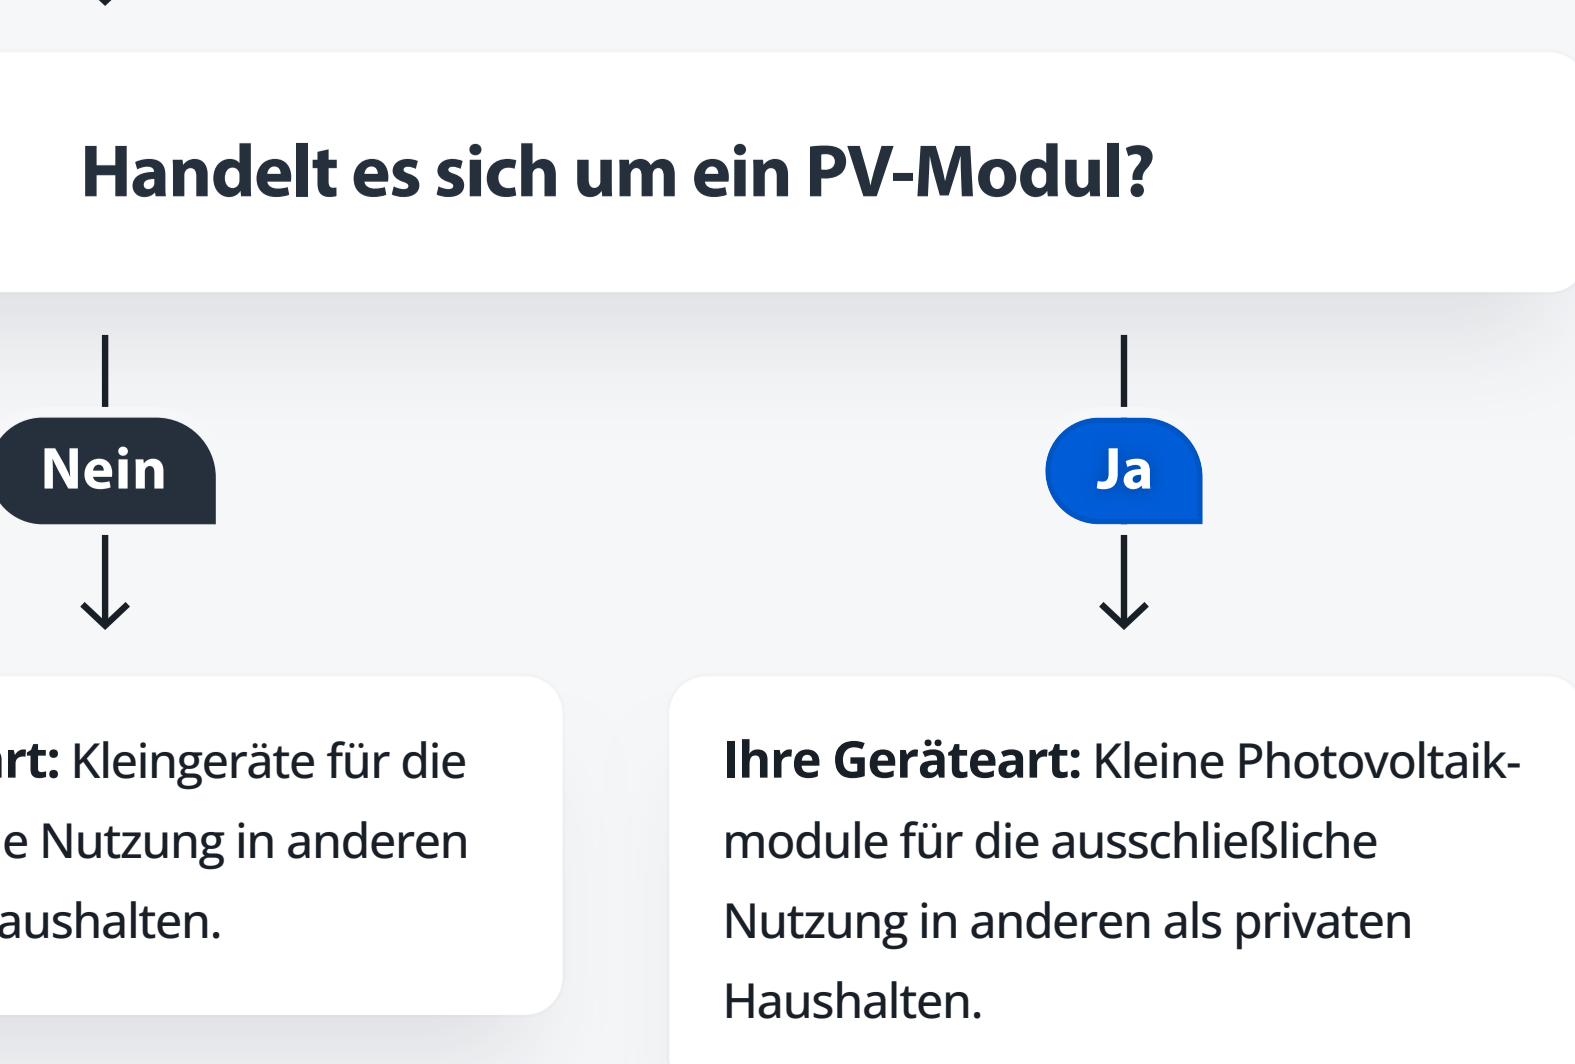 Handelt es sich um ein PV-Modul?
Nein
Ja
rt: Kleingeräte für die
e Nutzung in anderen
aushalten.
Ihre Geräteart: Kleine Photovoltaik-
module für die ausschließliche
Nutzung in anderen als privaten
Haushalten.